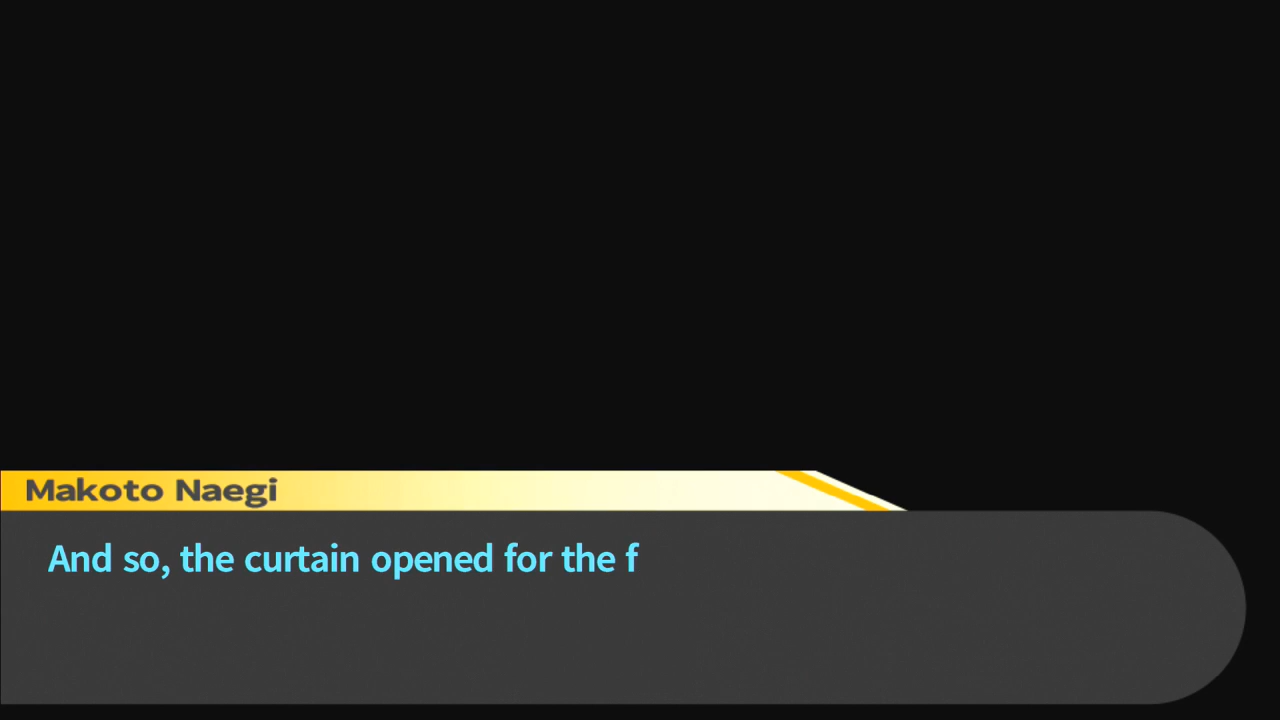 Makoto Naegi
And so, the curtain opened for the f